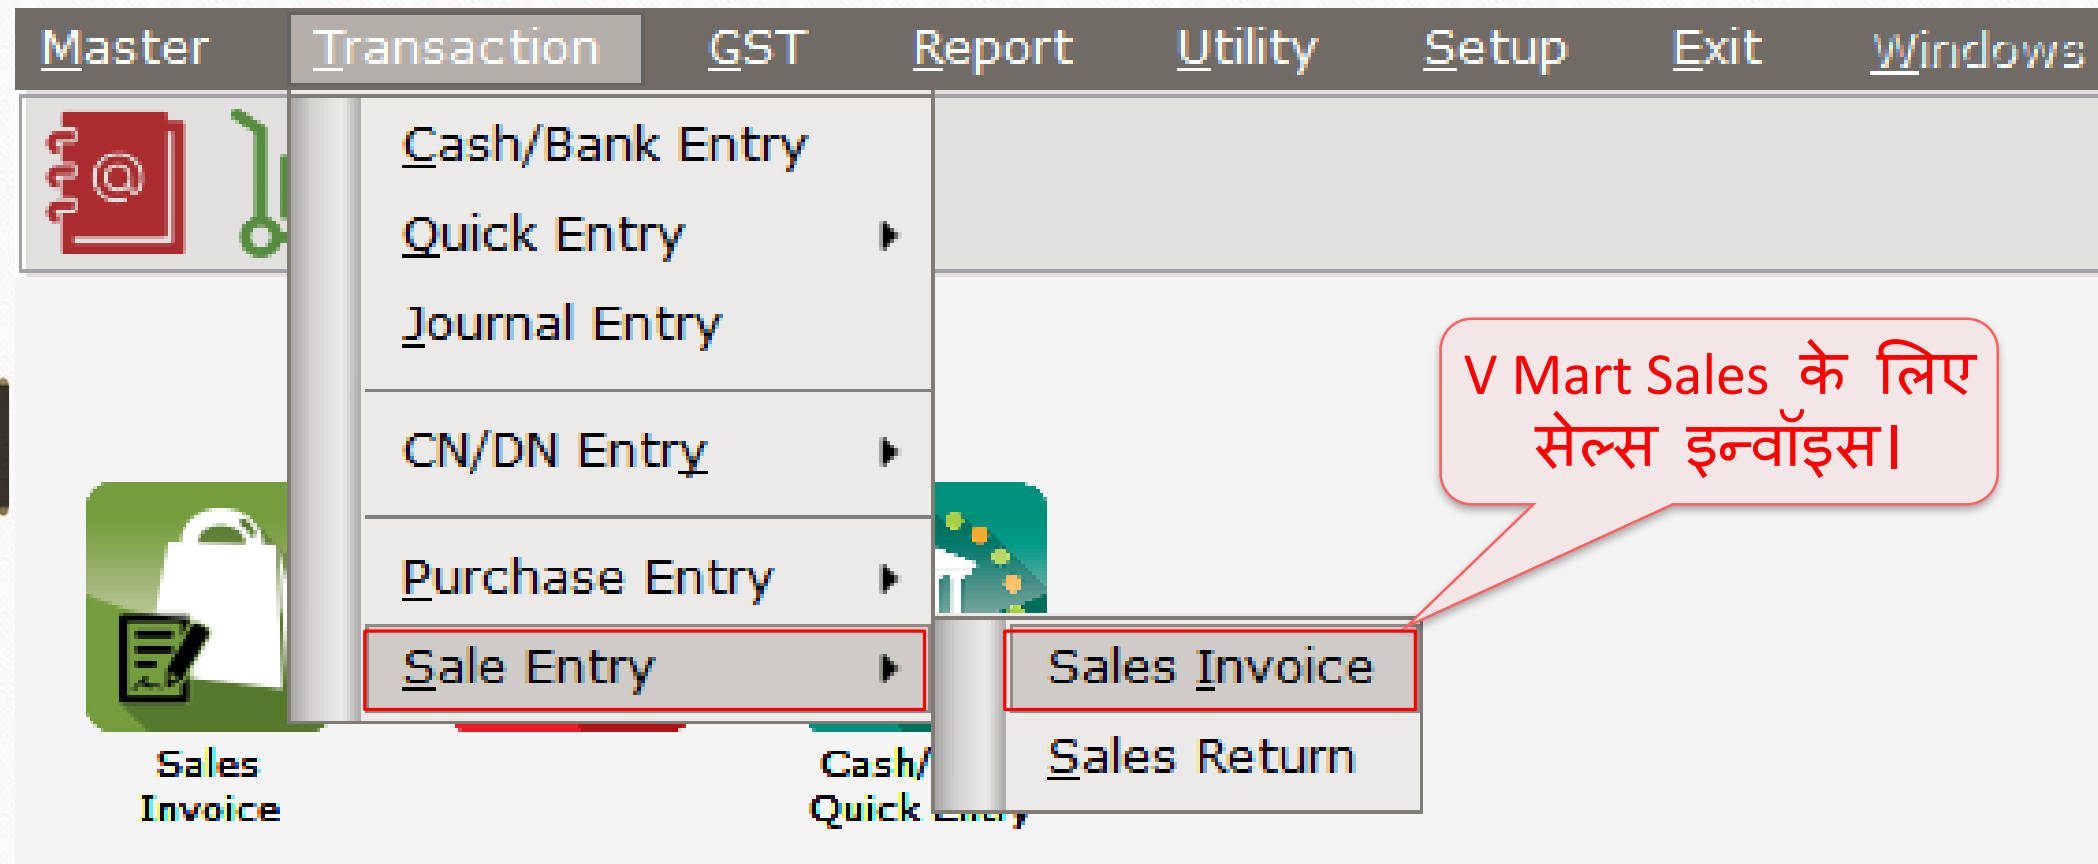 Master Transaction GST Report Utility Setup Exit Windows
Cash/Bank Entry
Quick Entry
Journal Entry
CN/DN Entry
Purchase Entry
Sale Entry
Sales Invoice
Sales Return
V Mart Sales के लिए
सेल्स इन्वॉइस।
Sales
Invoice
Cash/
Quick